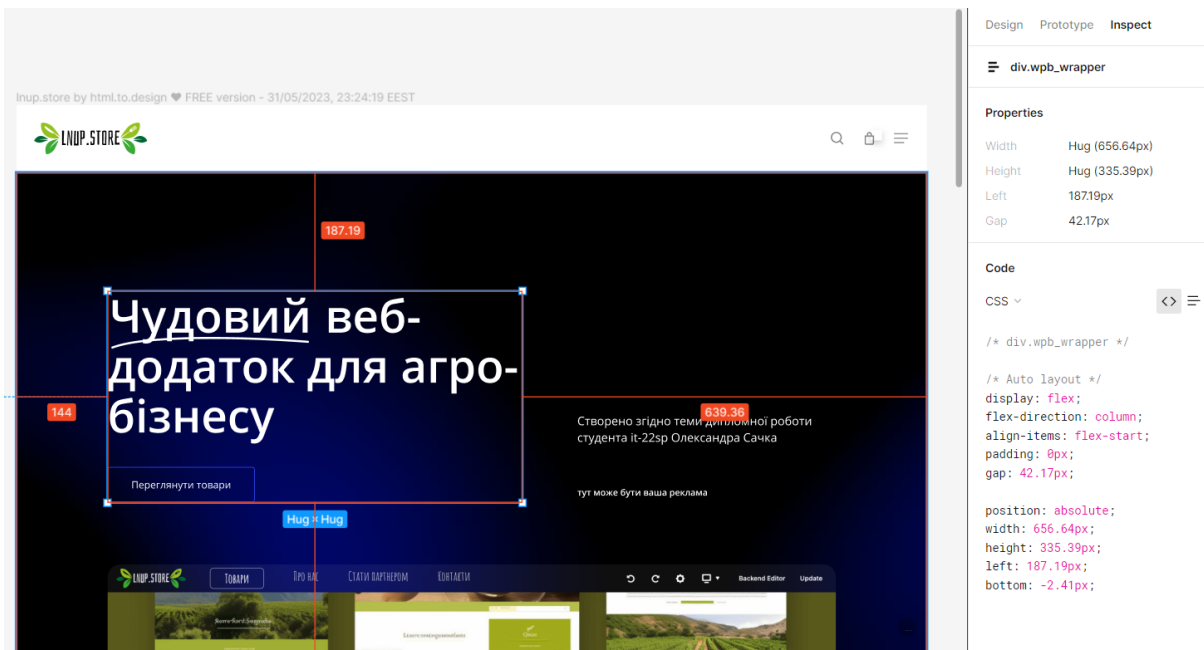 Design Prototype Inspect
div.wpb_wrapper
lnup.store by html.to.design ♥ FREE version - 31/05/2023, 23:24:19 EEST
Properties
LNUP.STORE
Width Hug (656.64px)
Height Hug (335.39px)
Left 187.19px
Gap 42.17px
187.19
Code
CSS
Чудовий веб-
додаток для агро-
бізнесу
/* div.wpb_wrapper */
/* Auto layout */
display: flex;
flex-direction: column;
align-items: flex-start;
padding: 0px;
gap: 42.17px;
144
639.36
Створено згідно теми дипломної роботи
студента it-22sp Олександра Сачка
Переглянути товари
тут може бути ваша реклама
position: absolute;
width: 656.64px;
height: 335.39px;
left: 187.19px;
bottom: -2.41px;
Hug × Hug
LNUP.STORE Товари Про нас Стати партнером Контакти Backend Editor Update